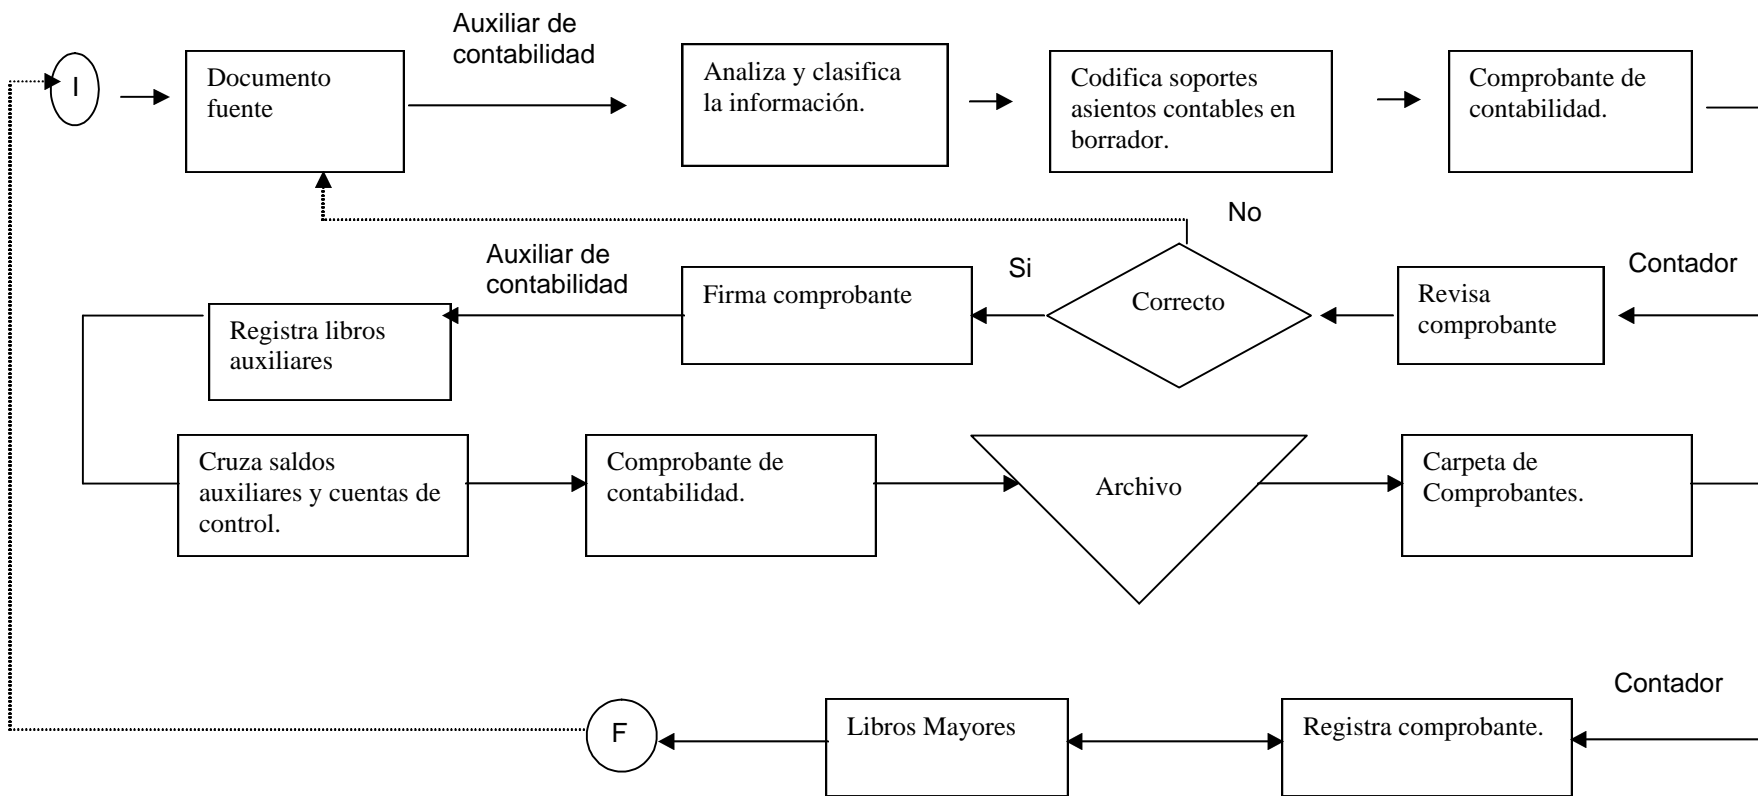 Auxiliar de
contabilidad
I
Documento
fuente
Analiza y clasifica
la información.
Codifica soportes
asientos contables en
borrador.
Comprobante de
contabilidad.
No
Auxiliar de
contabilidad
Si
Contador
Registra libros
auxiliares
Firma comprobante
Correcto
Revisa
comprobante
Cruza saldos
auxiliares y cuentas de
control.
Comprobante de
contabilidad.
Archivo
Carpeta de
Comprobantes.
Contador
F
Libros Mayores
Registra comprobante.